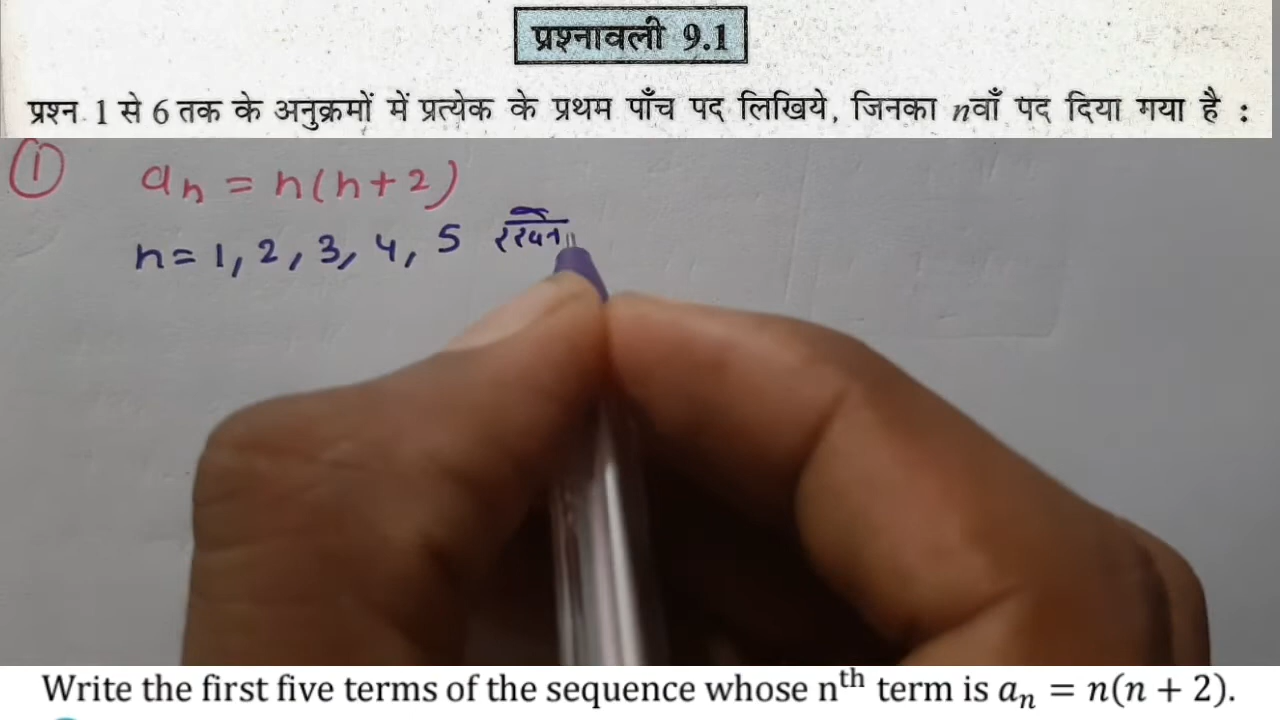 प्रश्नावली 9.1
प्रश्न 1 से 6 तक के अनुक्रमों में प्रत्येक के प्रथम पाँच पद लिखिये, जिनका nवाँ पद दिया गया है :
① aₙ = n(n+2)
n = 1, 2, 3, 4, 5
Write the first five terms of the sequence whose nᵗʰ term is aₙ = n(n + 2).